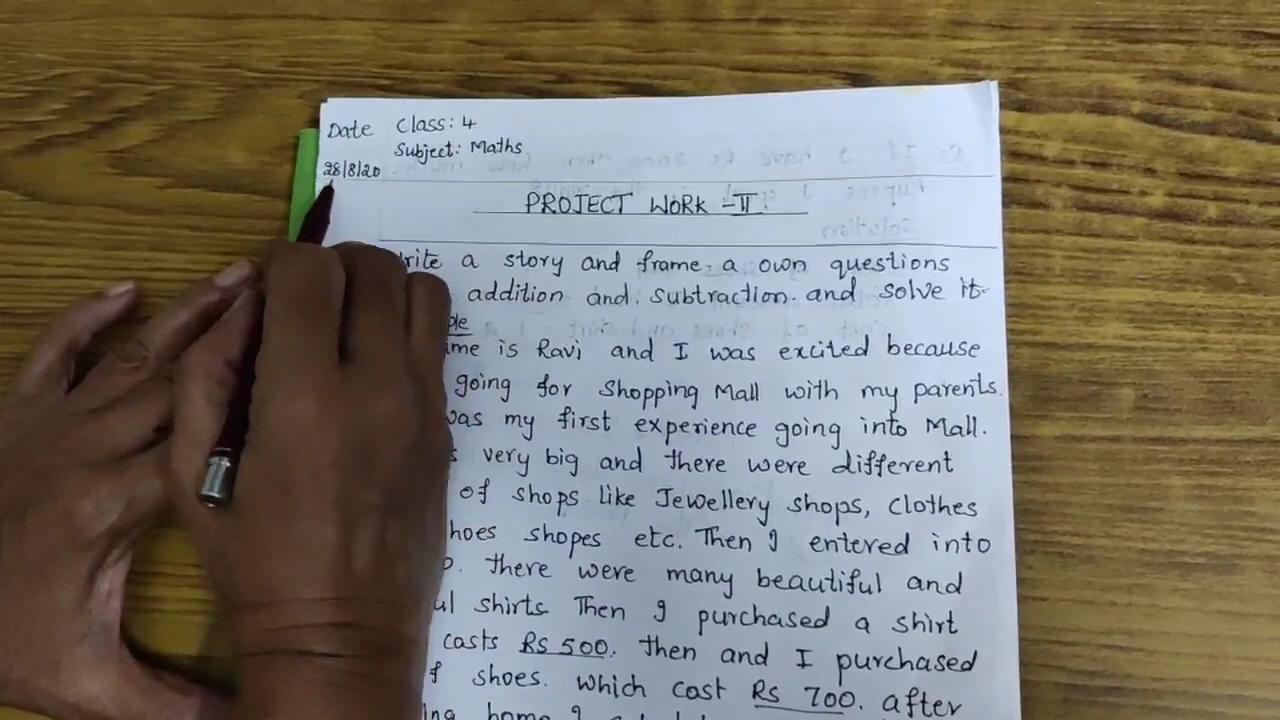 Date Class: 4
Subject: Maths.
28/8/20
PROJECT WORK - II
a story and frame a own questions
addition and. Subtraction. and solve it.
is Ravi and I was excited because
going for Shopping Mall with my parents.
was my first experience going into Mall.
very big and there were different
of shops like Jewellery shops, clothes
shopes etc. Then I entered into
there were many beautiful and
shirts Then I purchased a shirt
costs Rs 500. then and I purchased
shoes. which cost Rs 700. after
home I